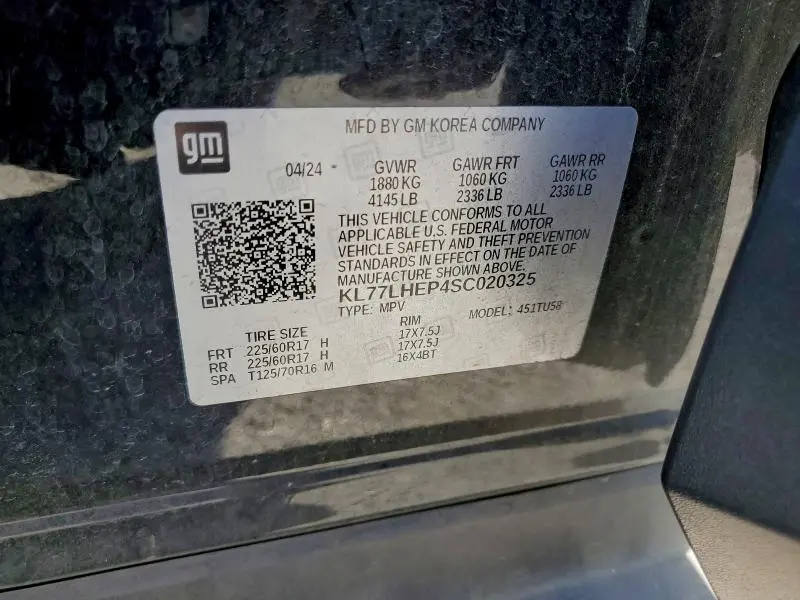 gm
MFD BY GM KOREA COMPANY
04/24 - GVWR GAWR FRT GAWR RR
1880 KG 1060 KG 1060 KG
4145 LB 2336 LB 2336 LB
THIS VEHICLE CONFORMS TO ALL
APPLICABLE U.S. FEDERAL MOTOR
VEHICLE SAFETY AND THEFT PREVENTION
STANDARDS IN EFFECT ON THE DATE OF
MANUFACTURE SHOWN ABOVE.
KL77LHEP4SC020325
TYPE: MPV MODEL: 451TU58
TIRE SIZE RIM
FRT 225/60R17 H 17X7.5J
RR 225/60R17 H 17X7.5J
SPA T125/70R16 M 16X4BT